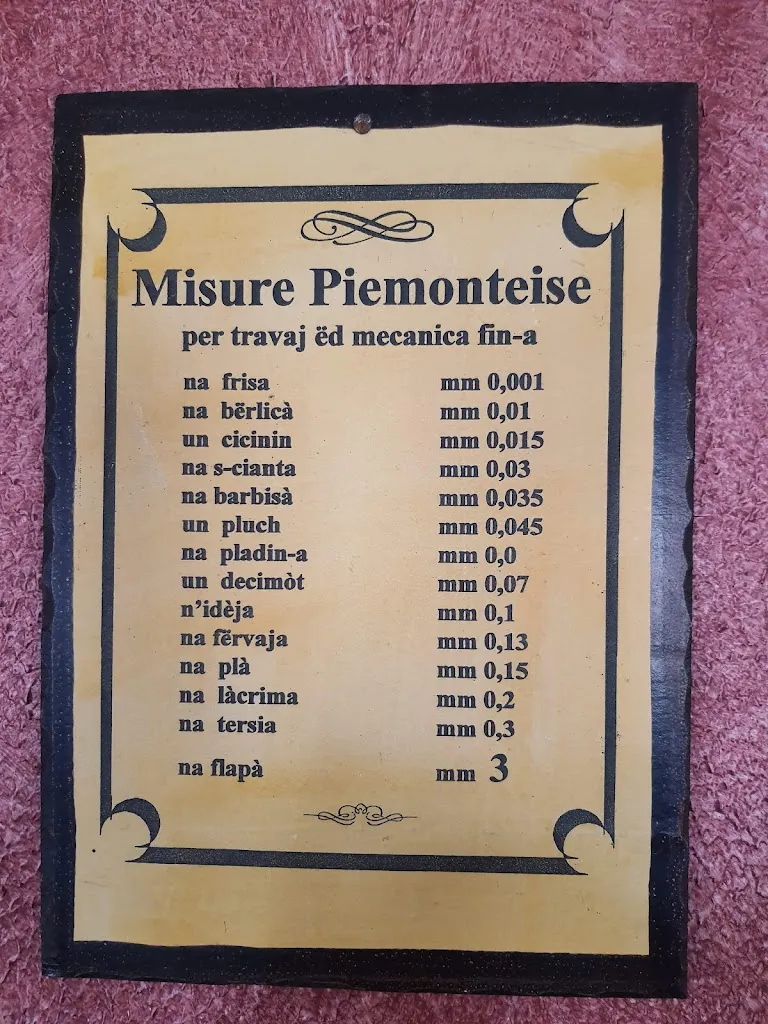 Misure Piemonteise
per travaj ëd mecanica fin-a
na frisa mm 0,001
na bërlicà mm 0,01
un cicinin mm 0,015
na s-cianta mm 0,03
na barbisà mm 0,035
un pluch mm 0,045
na pladin-a mm 0,0
un decimòt mm 0,07
n'idèja mm 0,1
na fërvaja mm 0,13
na plà mm 0,15
na làcrima mm 0,2
na tersia mm 0,3
na flapà mm 3